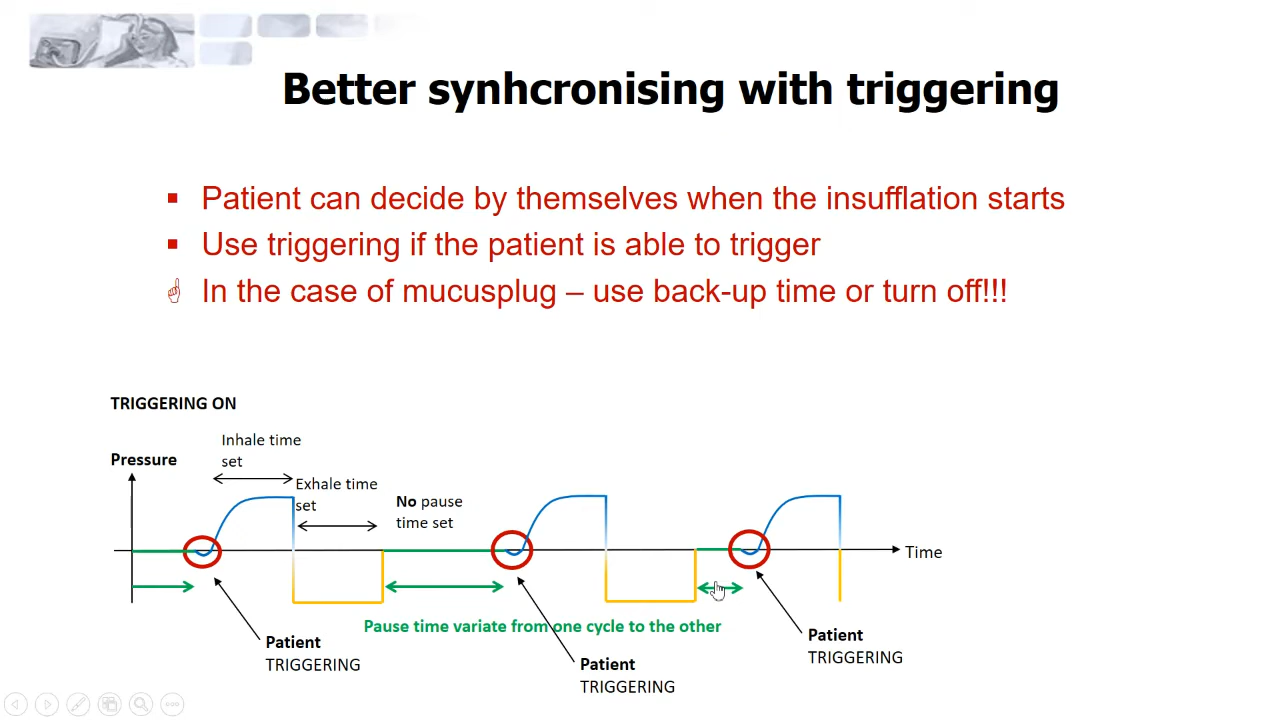 Better synhcronising with triggering
Patient can decide by themselves when the insufflation starts
Use triggering if the patient is able to trigger
In the case of mucusplug – use back-up time or turn off!!!
TRIGGERING ON
Inhale time
set
Pressure
Exhale time
set
No pause
time set
Time
Pause time variate from one cycle to the other
Patient
TRIGGERING
Patient
TRIGGERING
Patient
TRIGGERING